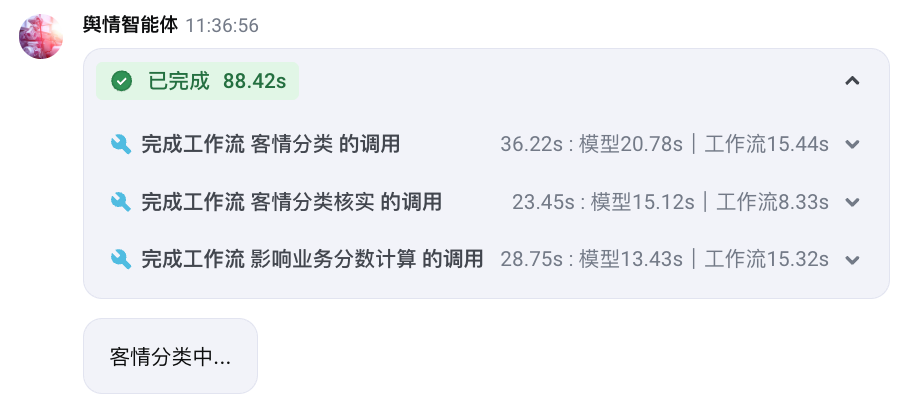 舆情智能体 11:36:56
已完成 88.42s
完成工作流 客情分类 的调用 36.22s : 模型20.78s | 工作流15.44s
完成工作流 客情分类核实 的调用 23.45s : 模型15.12s | 工作流8.33s
完成工作流 影响业务分数计算 的调用 28.75s : 模型13.43s | 工作流15.32s
客情分类中...